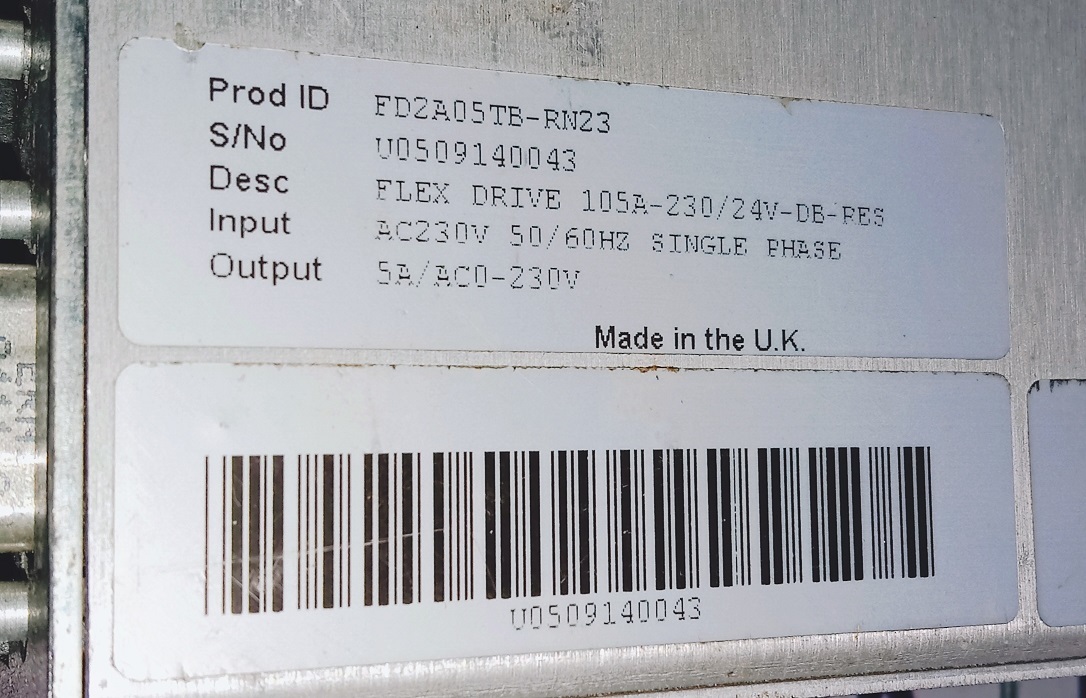 Prod ID FD2A05TB-RN23
S/No U0509140043
Desc FLEX DRIVE 105A-230/24V-DB-RES
Input AC230V 50/60HZ SINGLE PHASE
Output 5A/AC0-230V
Made in the U.K.
U0509140043